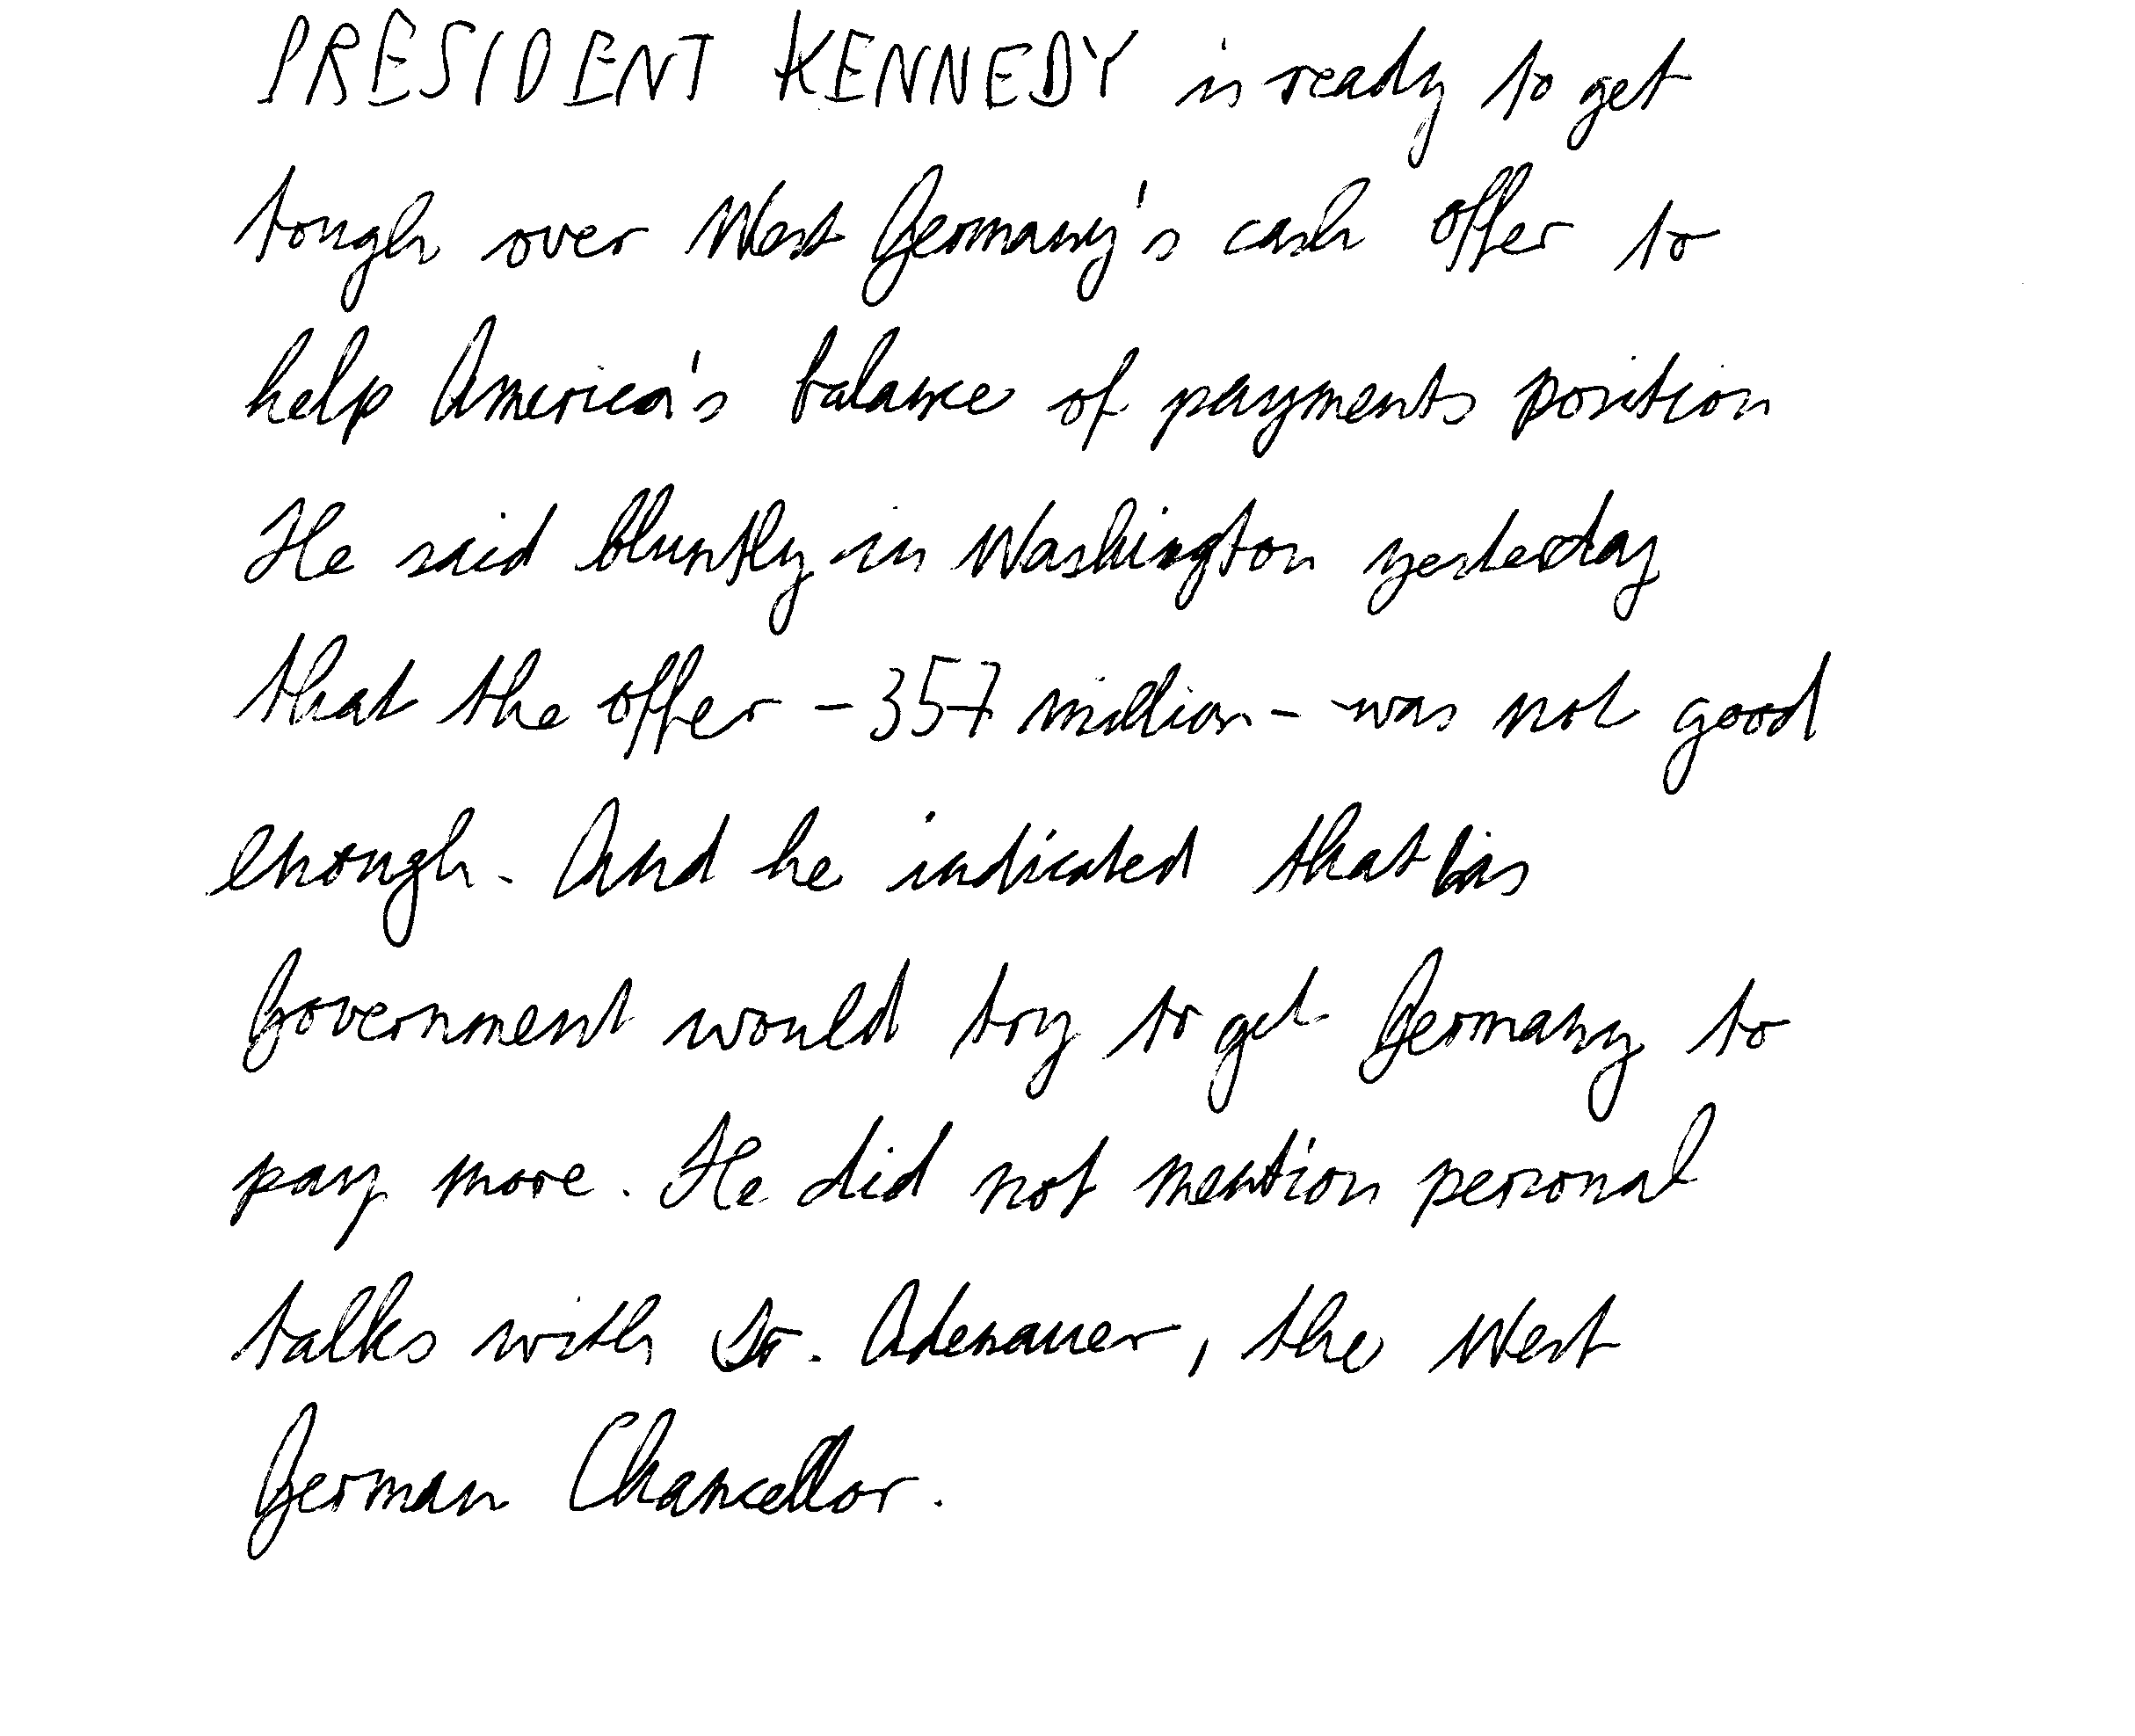 PRESIDENT KENNEDY is ready to get
tough over West Germany's cash offer to
help America's balance of payments position
He said bluntly in Washington yesterday
that the offer - 357 million - was not good
enough. And he indicated that his
Government would try to get Germany to
pay more. He did not mention personal
talks with Dr. Adenauer, the West
German Chancellor.